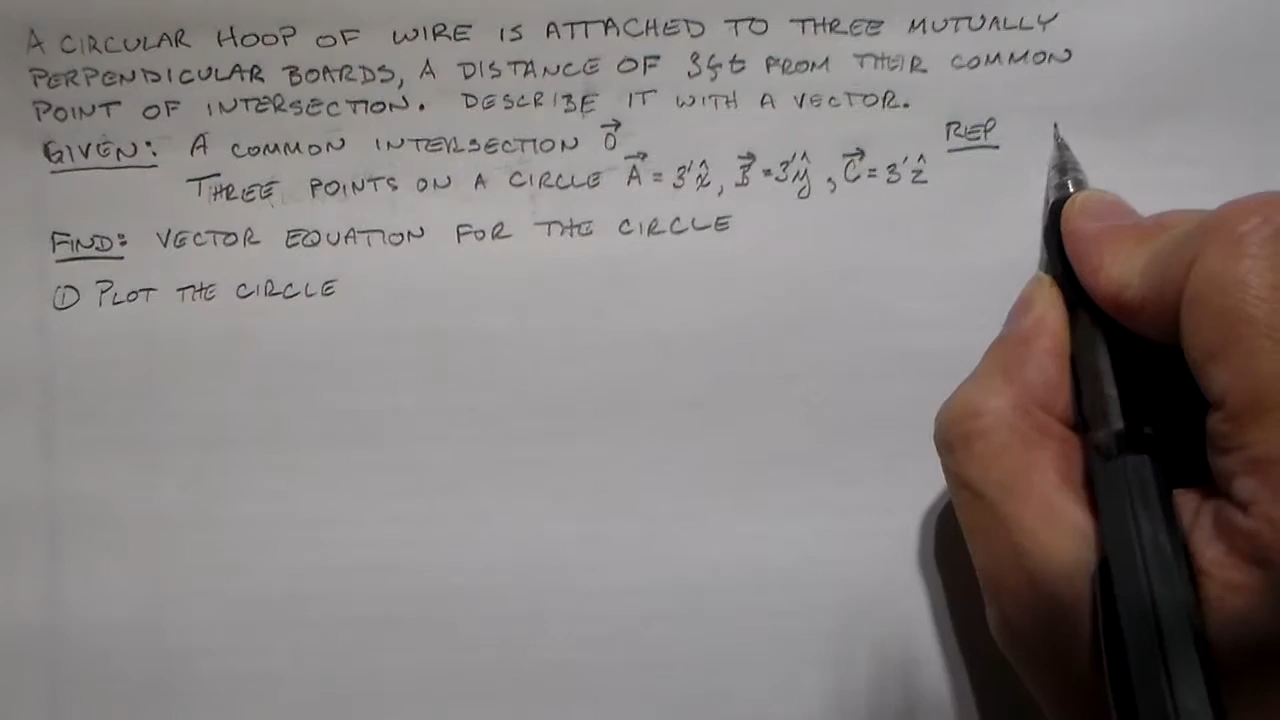 A CIRCULAR HOOP OF WIRE IS ATTACHED TO THREE MUTUALLY
PERPENDICULAR BOARDS, A DISTANCE OF 3ft FROM THEIR COMMON
POINT OF INTERSECTION. DESCRIBE IT WITH A VECTOR.
GIVEN: A COMMON INTERSECTION O⃗
THREE POINTS ON A CIRCLE A⃗ = 3'x̂, B⃗ = 3'ŷ, C⃗ = 3'ẑ
REP
FIND: VECTOR EQUATION FOR THE CIRCLE
① PLOT THE CIRCLE